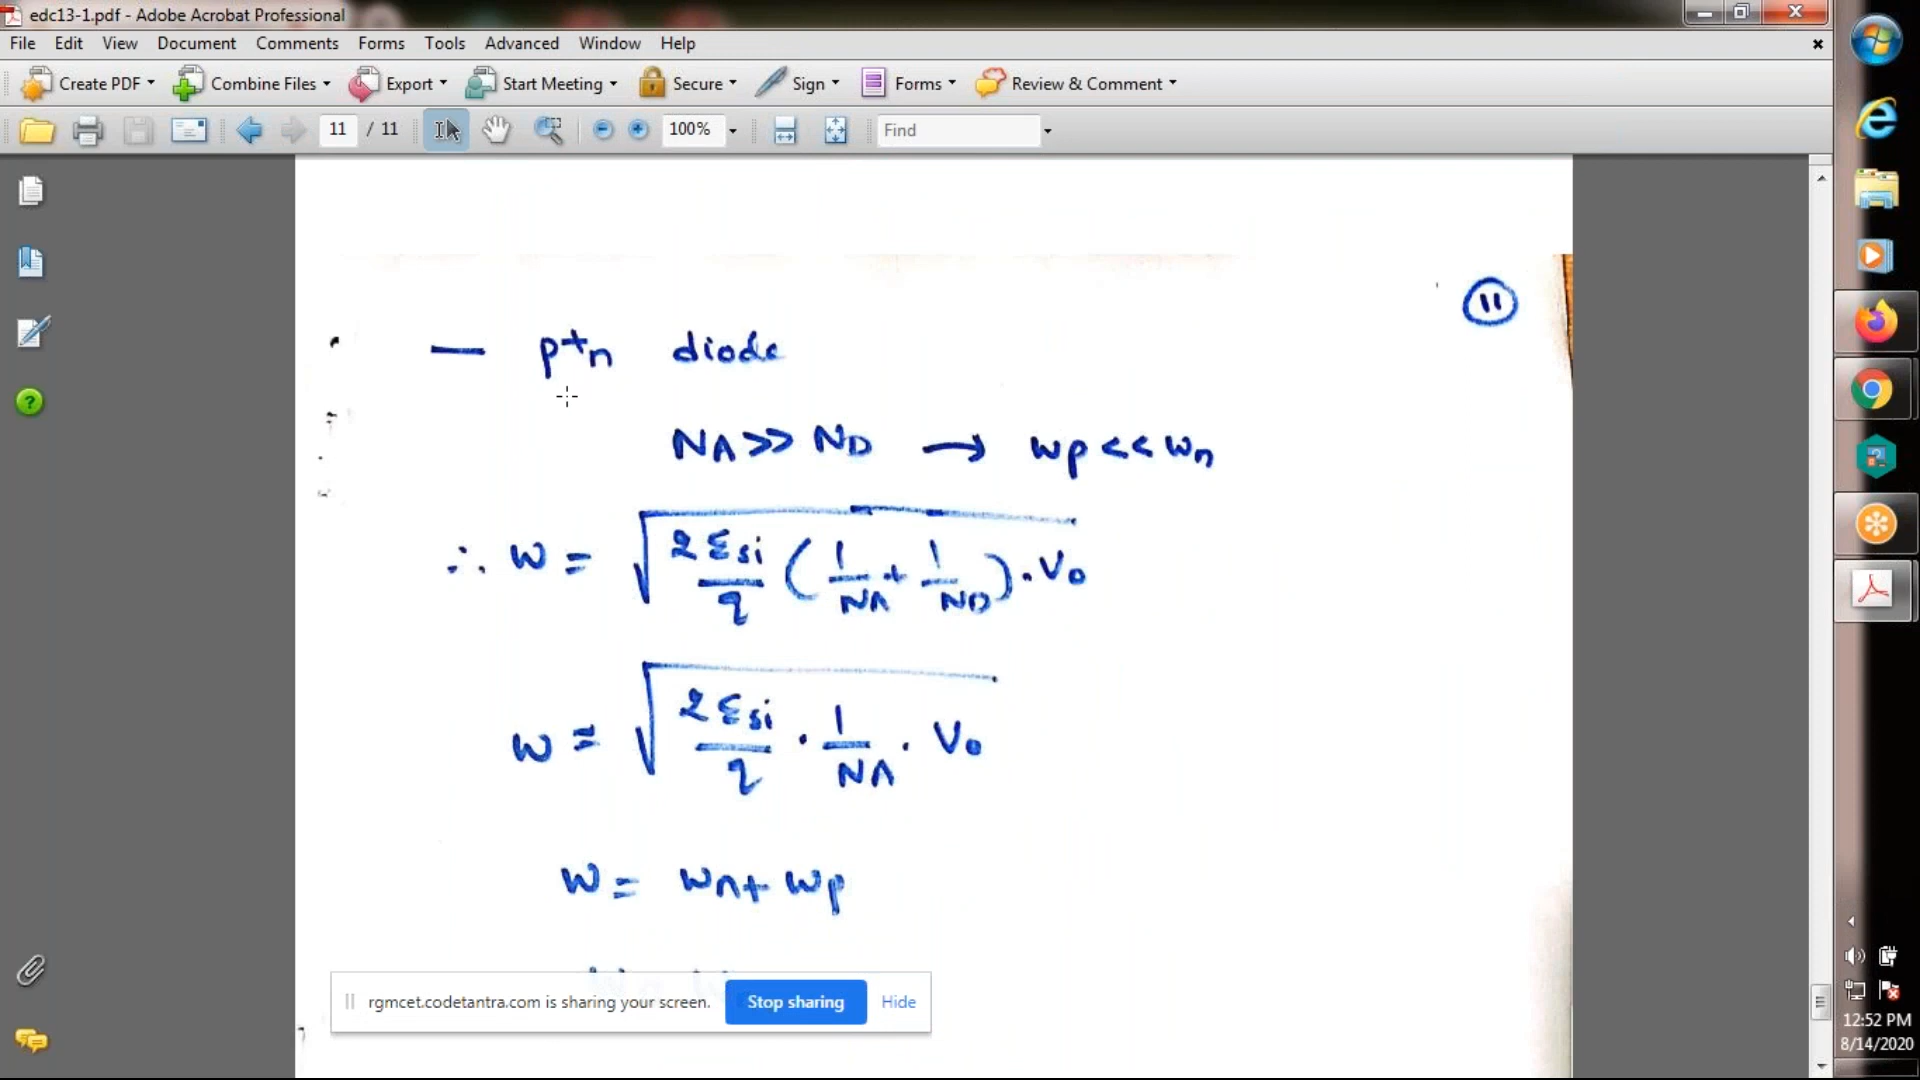 edc13-1.pdf - Adobe Acrobat Professional
File Edit View Document Comments Forms Tools Advanced Window Help
Create PDF Combine Files Export Start Meeting Secure Sign Forms Review & Comment
11 / 11 100% Find
11
— p+n diode
NA >> ND → wp << wn
∴ w = √(2εsi/q (1/NA + 1/ND) · V0)
w ≅ √(2εsi/q · 1/NA · V0)
w = wn + wp
rgmcet.codetantra.com is sharing your screen. Stop sharing Hide
12:52 PM
8/14/2020